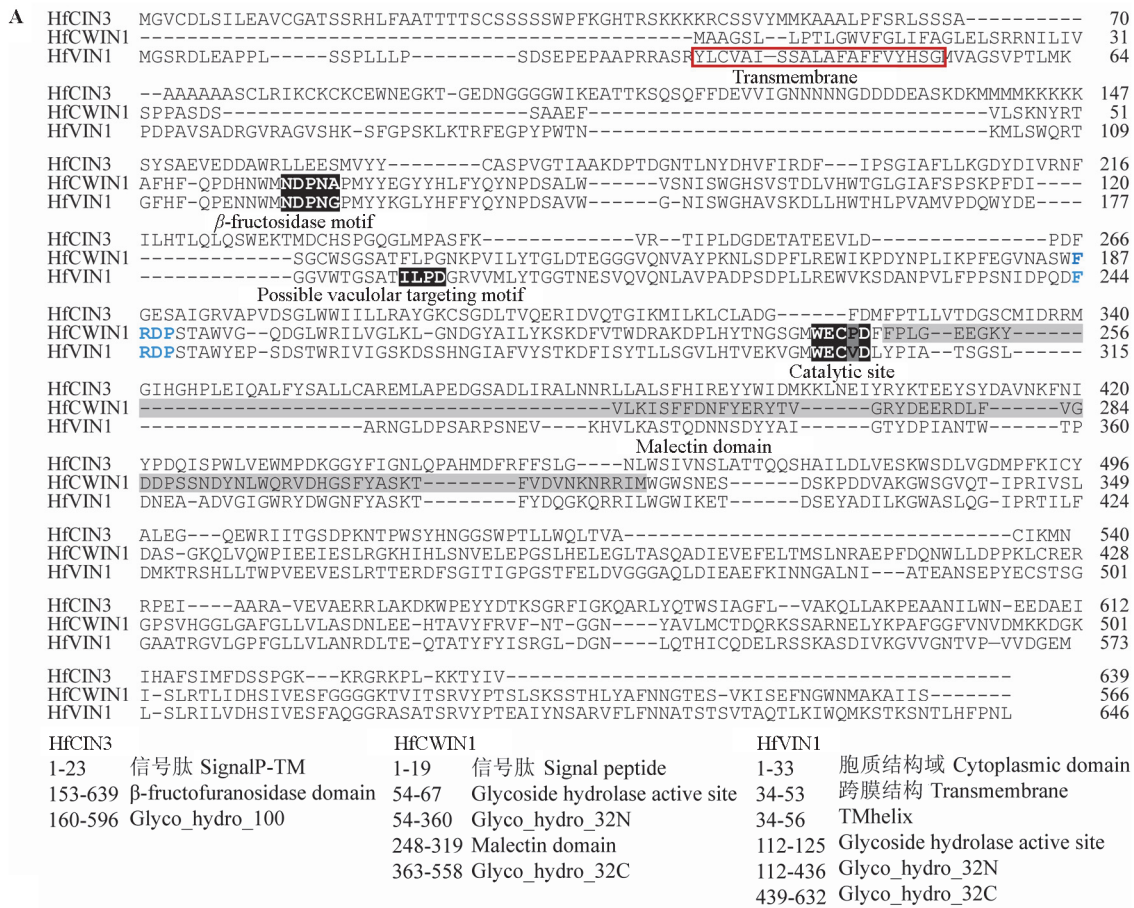 A
HfCIN3 MGVCDLSILEAVCGATSSRHLFAATTTTSCSSSSSSWPFKGHTRSKKKKRCSSVYMMKAAALPFSRLSSSA---------- 70
HfCWIN1 -----------------------------------------------MAAGSL--LPTLGWVFGLIFAGLELSRRNILIV 31
HfVIN1 MGSRDLEAPPL----SSPLLLP--------SDSEPEPAAPRRASRYLCVAI-SSALAFAFFVYHSGMVAGSVPTLMK 64
Transmembrane
HfCIN3 --AAAAAASCLRIKCKCKCEWNEGKGT-GEDNGGGGWIKEATTKSQSQFFDEVVIGNNNNNGDDDDEASKDKMMMMKKKKK 147
HfCWIN1 SPPASDS--------------------------SAAEF---------------------------VLSKNYRT 51
HfVIN1 PDPAVSADRGVRAGVSHK-SFGPSKLKTRFEGPYPWTN-----------------------------KMLSWQRT 109
HfCIN3 SYSAEVEDDAWRLLEESMVYY--------CASPVGTIAAKDPTDGNTLNYDHVFIRDF--IPSGIAFLLKGDYDIVRNF 216
HfCWIN1 AFHF-QPDHNWMNDPNAPMYYEGYYHLFYQYNPDSALW------VSNISWGHSVSTDLVHWTGLGIAFSPSKPFDI---- 120
HfVIN1 GFHF-QPENNWMNDPNGPMYYKGLYHFFYQYNPDSAVW------GNISWGHAVSKDLLHWTHLPVAMVPDQWYDE---- 177
β-fructosidase motif
HfCIN3 ILHTLQLQSWEKTMDCHSPGQGLMPASFK-------------VR--TIPLDGDETATEEVLD-----------PDF 266
HfCWIN1 -------------SGCWSGSATFLPGNKPVILYTGLDTEGGGVQNVAYPKNLSDPFLREWIKPDYNPLIKPFEGVNASWF 187
HfVIN1 -------------GGVWTGSATILPDGRVVMLYTGGTNESVQVQNLAVPADPSDPLLREWVKSDANPVLFPPSNIDPQDF 244
Possible vaculolar targeting motif
HfCIN3 GESAIGRVAPVDSGLWWIILLRAYGKCSGDLTVQERIDVQTGIKMILKLCLADG------FDMFPTLLVTDGSCMIDRRM 340
HfCWIN1 RDPSTAWVG--QDGLWRILVGLKL-GNDGYAILYKSKDFVTWDRAKDPLHYTNGSGMWECPDFFPLG--EEGKY------ 256
HfVIN1 RDPSTAWYEP-SDSTWRIVIGSKDSSHNGIAFVYSTKDFISYTLLSGVLHTVEKVGMWECVDLYPIA--TSGSL------ 315
Catalytic site
HfCIN3 GIHGHPLEIQALFYSALLCAREMLAPEDGSADLIRALNNRLLALSFHIREYYWIDMKKLNEIYRYKTEEYSYDAVNKFNI 420
HfCWIN1 ----------------------------------------VLKISFFDNFYERYTV------GRYDEERDLF------VG 284
HfVIN1 -------------------ARNGLDPSARPSNEV----KHVLKASTQDNNSDYYAI------GTYDPIANTW------TP 360
Malectin domain
HfCIN3 YPDQISPWLVEWMPDKGGYFIGNLQPAHMDFRFFSLG----NLWSIVNSLATTQQSHAILDLVESKWSDLVGDMPFKICY 496
HfCWIN1 DDPSSNDYNLWQRVDHGSFYASKT--------FVDVNKNRRIMWGWSNES------DSKPDDVAKGWSGVQT-IPRIVSL 349
HfVIN1 DNEA-ADVGIGWRYDWGNFYASKT--------FYDQGKQRRILWGWIKET------DSEYADILKGWASLQG-IPRTILF 424
HfCIN3 ALEG---QEWRIITGSDPKNTPWSYHNGGSWPTLLWQLTVA---------------------------------CIKMN 540
HfCWIN1 DAS-GKQLVQWPIEEIESLRGKHIHLSNVELEPGSLHELEGLTASQADIEVEFELTMSLNRAEPFDQNWLLDPPKLCRER 428
HfVIN1 DMKTRSHLLTWPVEEVESLRTTERDFSGITIGPGSTFELDVGGGAQLDIEAEFKINNGALNI---ATEANSEPYECSTSG 501
HfCIN3 RPEI----AARA-VEVAERRLAKDKWPEYYDTKSGRFIGKQARLYQTWSIAGFL--VAKQLLAKPEAANILWN-EEDAEI 612
HfCWIN1 GPSVHGGLGAFGLLVLASDNLEE-HTAVYFRVF-NT-GGN----YAVLMCTDQRKSSARNELYKPAFGGFVNVDMKKDGK 501
HfVIN1 GAATRGVLGPFGLLVLANRDLTE-QTATYFYISRGL-DGN----LQTHICQDELRSSKASDIVKGVVGNTVP-VVDGEM 573
HfCIN3 IHAFSIMFDSSPGK---KRGRKPL-KKTYIV------------------------------------------- 639
HfCWIN1 I-SLRTLIDHSIVESFGGGGKTVITSRVYPTSLSKSSTHLYAFNNGTES-VKISEFNGWNMAKAIIS------- 566
HfVIN1 L-SLRILVDHSIVESFAQGGRASATSRVYPTEAIYNSARVFLFNNATSTSVTAQTLKIWQMKSTKSNTLHFPNL 646
HfCIN3
1-23 信号肽 SignalP-TM
153-639 β-fructofuranosidase domain
160-596 Glyco_hydro_100
HfCWIN1
1-19 信号肽 Signal peptide
54-67 Glycoside hydrolase active site
54-360 Glyco_hydro_32N
248-319 Malectin domain
363-558 Glyco_hydro_32C
HfVIN1
1-33 胞质结构域 Cytoplasmic domain
34-53 跨膜结构 Transmembrane
34-56 TMhelix
112-125 Glycoside hydrolase active site
112-436 Glyco_hydro_32N
439-632 Glyco_hydro_32C